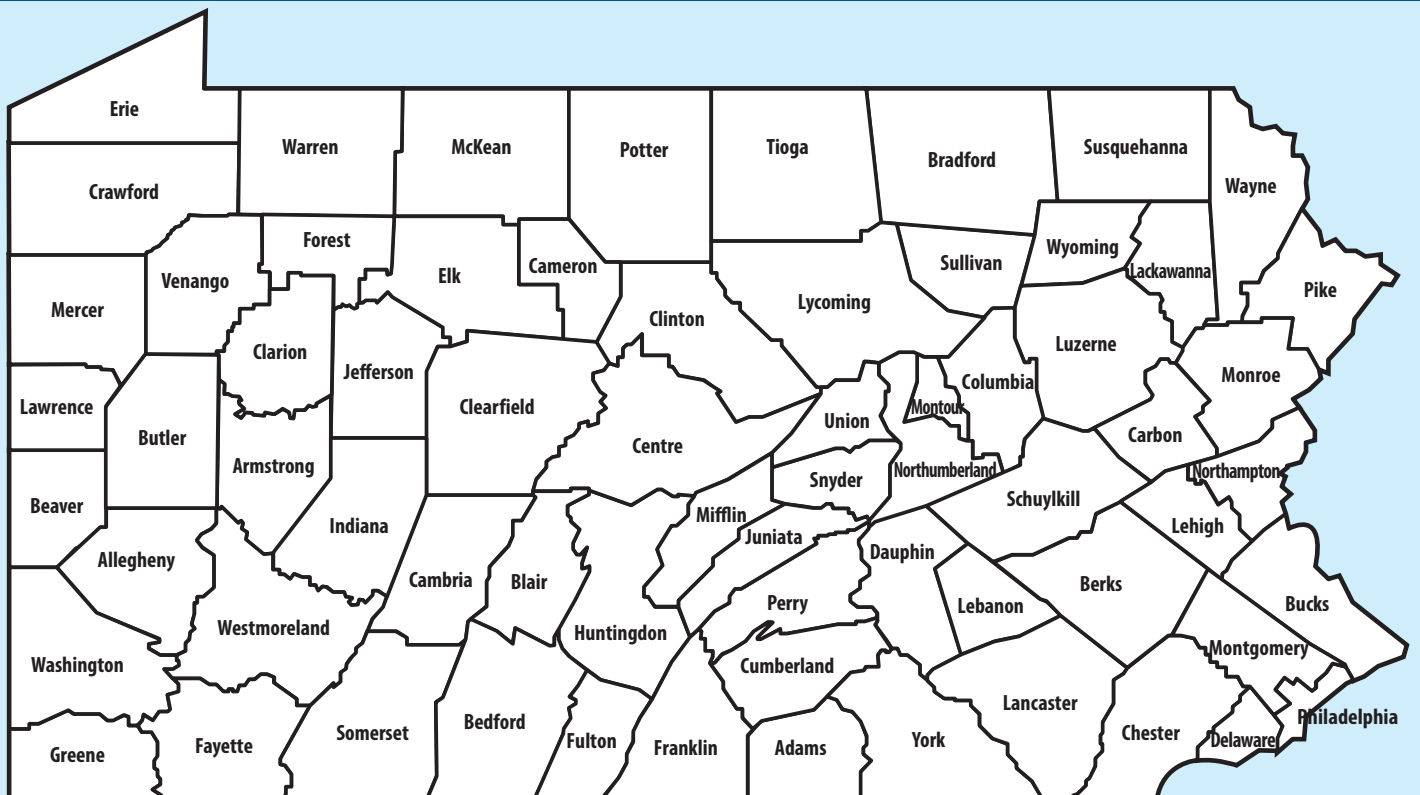 Erie
Warren
McKean
Potter
Tioga
Bradford
Susquehanna
Wayne
Crawford
Forest
Elk
Cameron
Sullivan
Wyoming
Lackawanna
Venango
Pike
Mercer
Lycoming
Clinton
Luzerne
Clarion
Jefferson
Monroe
Columbia
Lawrence
Clearfield
Montour
Union
Butler
Centre
Carbon
Armstrong
Northumberland
Northampton
Snyder
Schuylkill
Beaver
Indiana
Mifflin
Lehigh
Juniata
Dauphin
Allegheny
Cambria
Blair
Berks
Perry
Lebanon
Bucks
Westmoreland
Huntingdon
Montgomery
Washington
Cumberland
Lancaster
Philadelphia
Bedford
Somerset
Chester
Fulton
Delaware
York
Greene
Fayette
Franklin
Adams